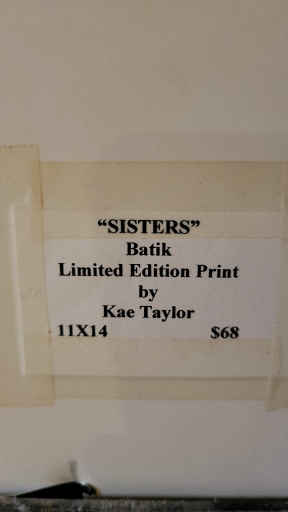 “SISTERS”
Batik
Limited Edition Print
by
Kae Taylor
11X14 $68